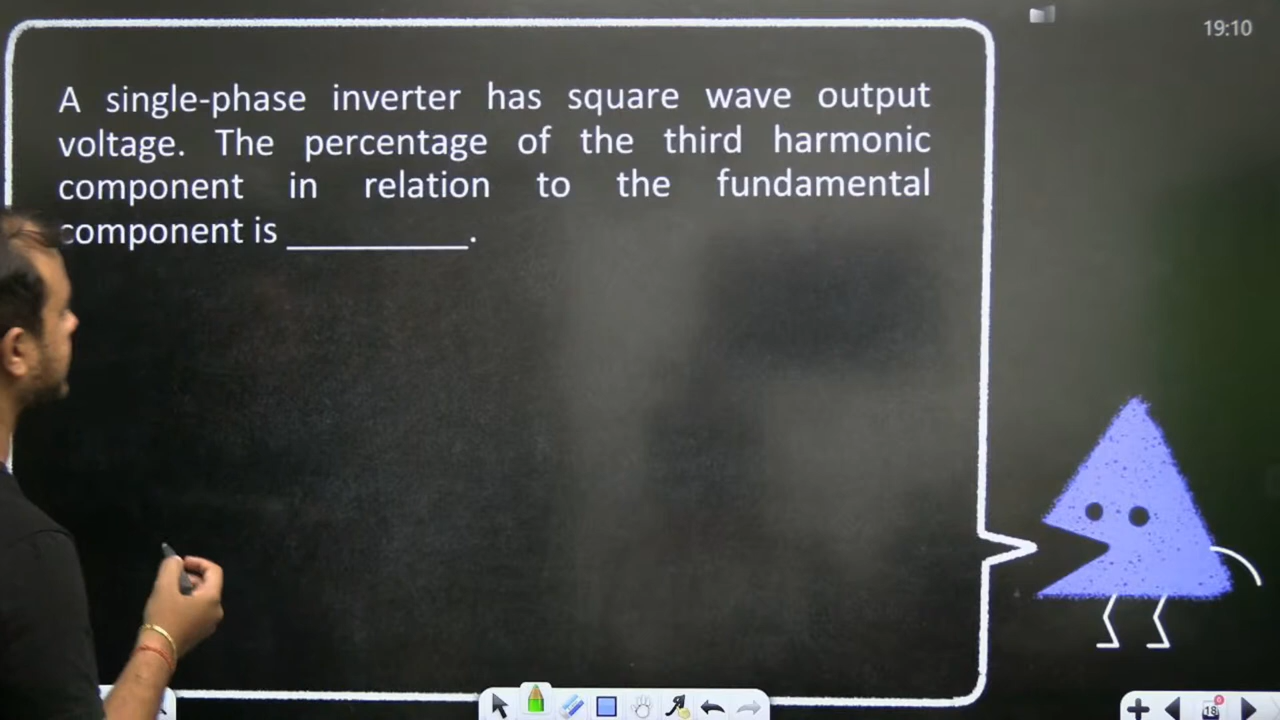 19:10
A single-phase inverter has square wave output
voltage. The percentage of the third harmonic
component in relation to the fundamental
component is __________.
18